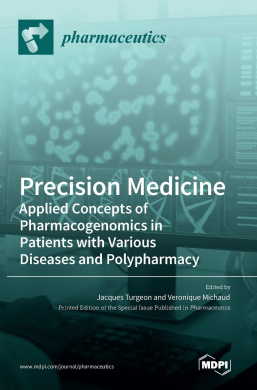 pharmaceutics
Precision Medicine
Applied Concepts of
Pharmacogenomics in
Patients with Various
Diseases and Polypharmacy
Edited by
Jacques Turgeon and Veronique Michaud
Printed Edition of the Special Issue Published in Pharmaceutics
www.mdpi.com/journal/pharmaceutics
MDPI